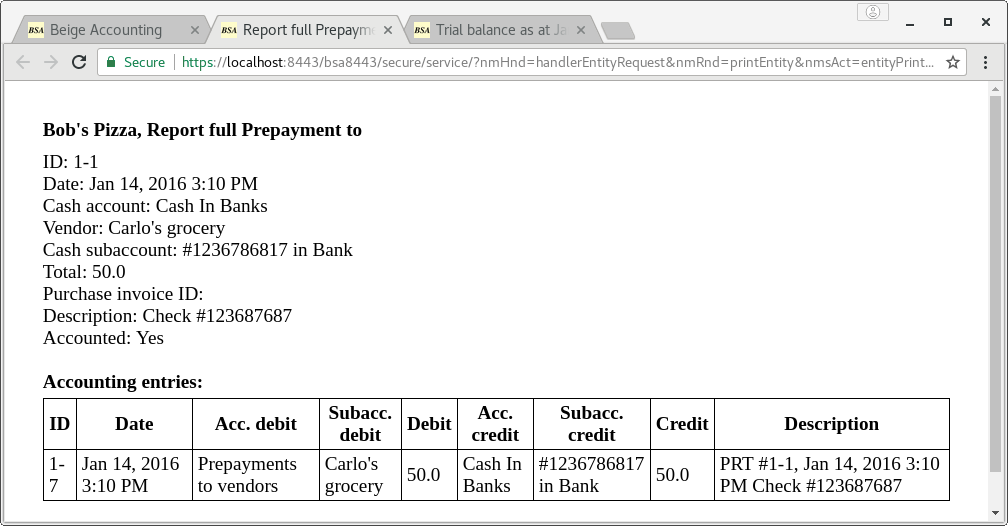 BSA Beige Accounting
BSA Report full Prepayme
BSA Trial balance as at Ja
Secure https://localhost:8443/bsa8443/secure/service/?nmHnd=handlerEntityRequest&nmRnd=printEntity&nmsAct=entityPrint...
Bob's Pizza, Report full Prepayment to
ID: 1-1
Date: Jan 14, 2016 3:10 PM
Cash account: Cash In Banks
Vendor: Carlo's grocery
Cash subaccount: #1236786817 in Bank
Total: 50.0
Purchase invoice ID:
Description: Check #123687687
Accounted: Yes
Accounting entries:
ID Date Acc. debit Subacc. debit Debit Acc. credit Subacc. credit Credit Description
1-7 Jan 14, 2016 3:10 PM Prepayments to vendors Carlo's grocery 50.0 Cash In Banks #1236786817 in Bank 50.0 PRT #1-1, Jan 14, 2016 3:10 PM Check #123687687